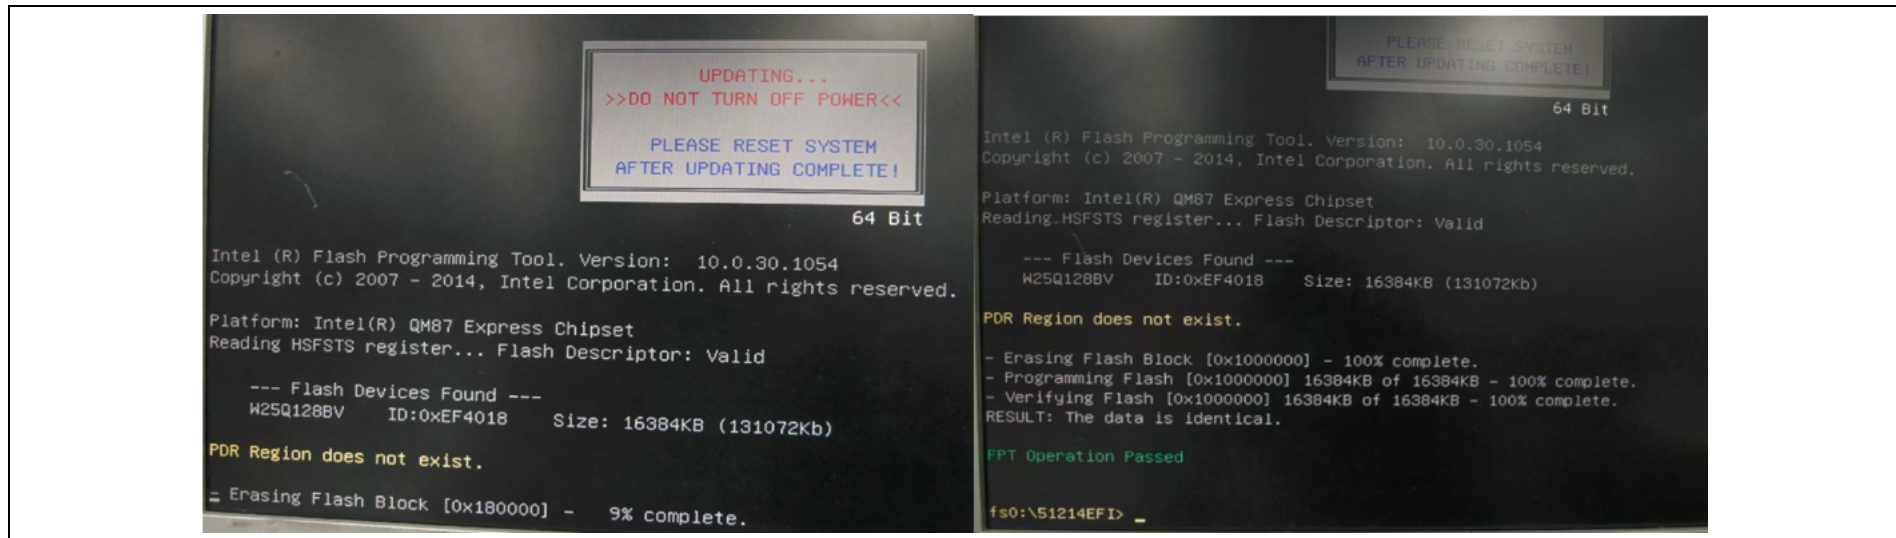 UPDATING...
>>DO NOT TURN OFF POWER<<
PLEASE RESET SYSTEM
AFTER UPDATING COMPLETE!
64 Bit
Intel (R) Flash Programming Tool. Version:  10.0.30.1054
Copyright (c) 2007 - 2014, Intel Corporation. All rights reserved.
Platform: Intel(R) QM87 Express Chipset
Reading HSFSTS register... Flash Descriptor: Valid
--- Flash Devices Found ---
W25Q128BV    ID:0xEF4018    Size: 16384KB (131072Kb)
PDR Region does not exist.
- Erasing Flash Block [0x180000] -   9% complete.
PLEASE RESET SYSTEM
AFTER UPDATING COMPLETE!
64 Bit
Intel (R) Flash Programming Tool. Version:  10.0.30.1054
Copyright (c) 2007 - 2014, Intel Corporation. All rights reserved.
Platform: Intel(R) QM87 Express Chipset
Reading HSFSTS register... Flash Descriptor: Valid
--- Flash Devices Found ---
W25Q128BV    ID:0xEF4018    Size: 16384KB (131072Kb)
PDR Region does not exist.
- Erasing Flash Block [0x1000000] - 100% complete.
- Programming Flash [0x1000000] 16384KB of 16384KB - 100% complete.
- Verifying Flash [0x1000000] 16384KB of 16384KB - 100% complete.
RESULT: The data is identical.
FPT Operation Passed
fs0:\51214EFI> _